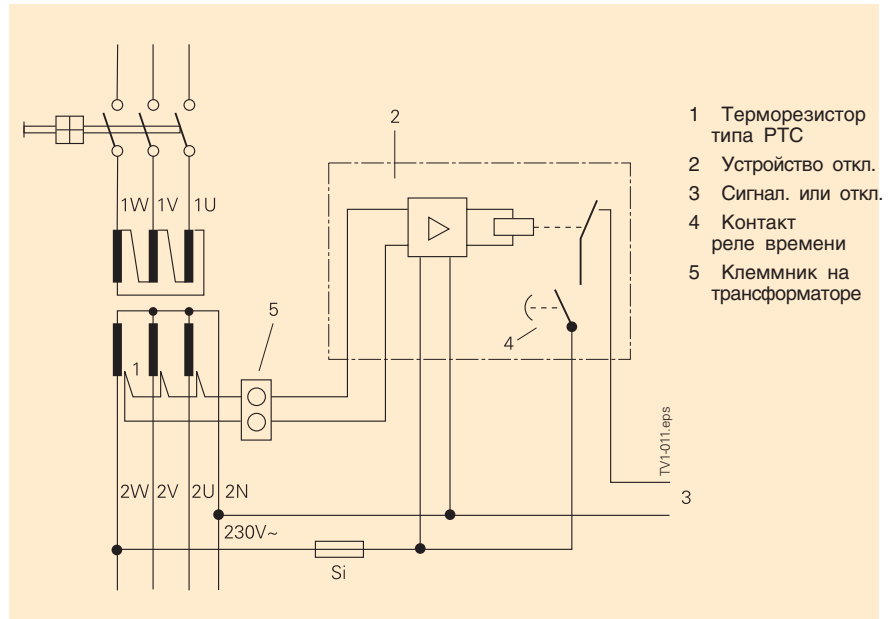 2
1 Терморезистор
типа PTC
2 Устройство откл.
3 Сигнал. или откл.
4 Контакт
реле времени
5 Клеммник на
трансформаторе
1W 1V 1U
5
4
1
TV1-011.eps
2W 2V 2U 2N
3
230V~
Si